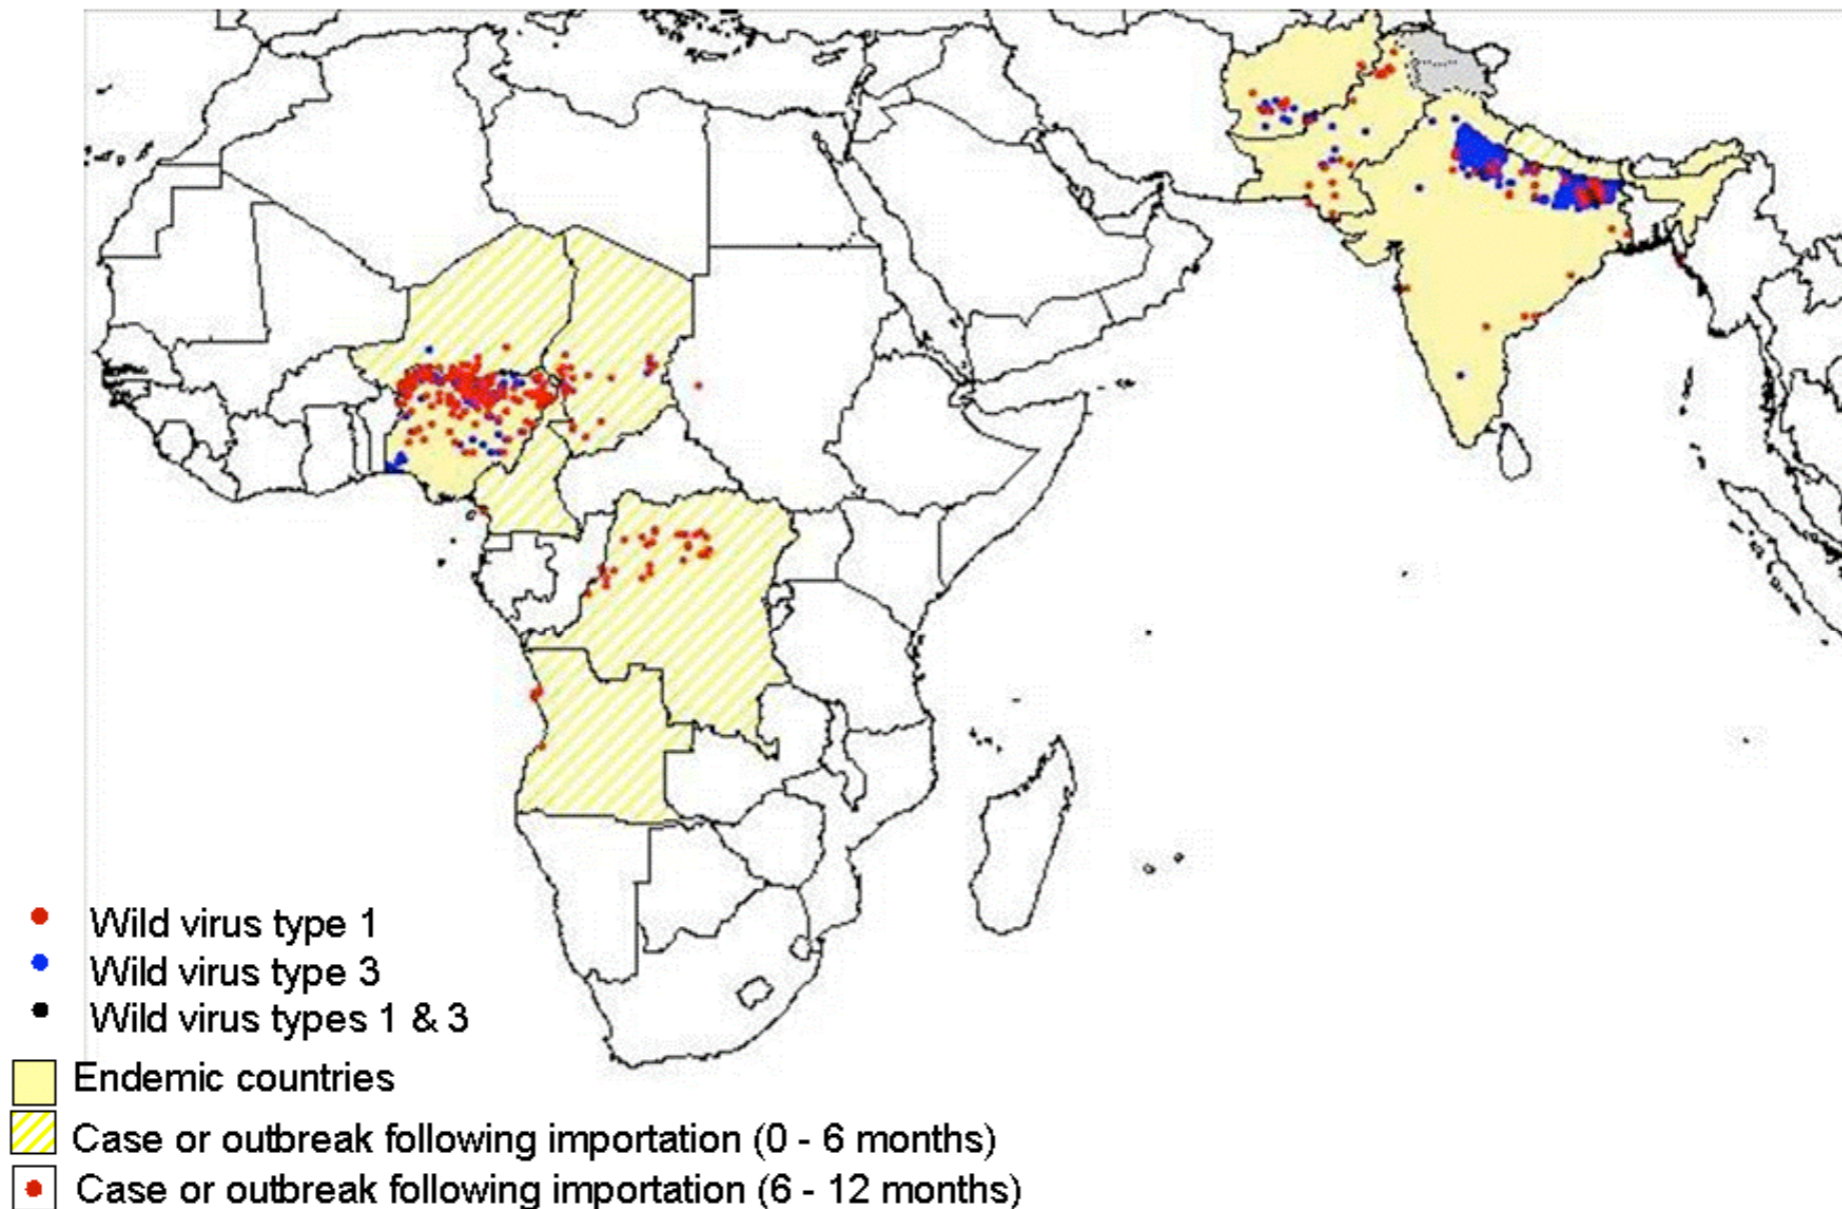 Wild virus type 1
Wild virus type 3
Wild virus types 1 & 3
Endemic countries
Case or outbreak following importation (0 - 6 months)
Case or outbreak following importation (6 - 12 months)